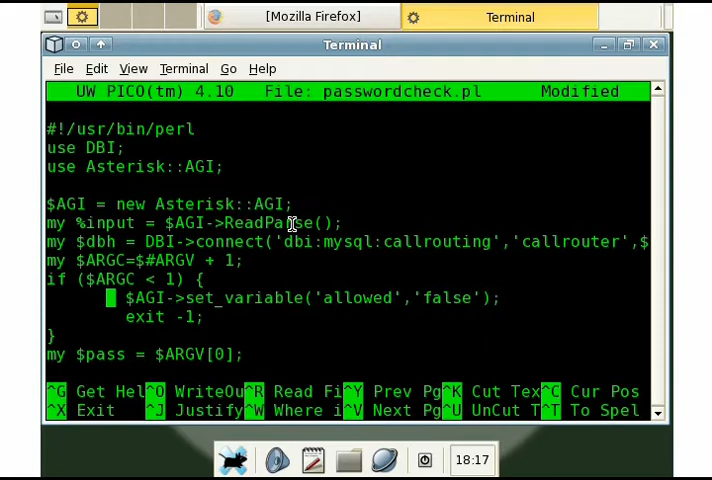 [Mozilla Firefox]
Terminal
Terminal
File Edit View Terminal Go Help
UW PICO(tm) 4.10 File: passwordcheck.pl Modified
#!/usr/bin/perl
use DBI;
use Asterisk::AGI;
$AGI = new Asterisk::AGI;
my %input = $AGI->ReadParse();
my $dbh = DBI->connect('dbi:mysql:callrouting','callrouter',$
my $ARGC=$#ARGV + 1;
if ($ARGC < 1) {
$AGI->set_variable('allowed','false');
exit -1;
}
my $pass = $ARGV[0];
^G Get Hel^O WriteOu^R Read Fi^Y Prev Pg^K Cut Tex^C Cur Pos
^X Exit ^J Justify^W Where i^V Next Pg^U UnCut T^T To Spel
18:17